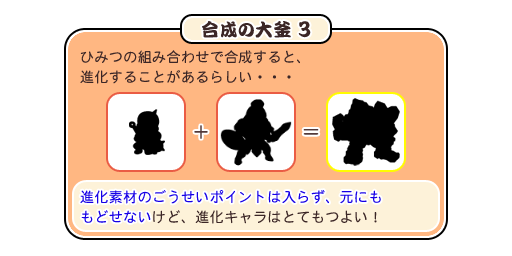 合成の大釜 3
ひみつの組み合わせで合成すると、
進化することがあるらしい・・・
+ =
進化素材のごうせいポイントは入らず、元にも
もどせないけど、進化キャラはとてもつよい！